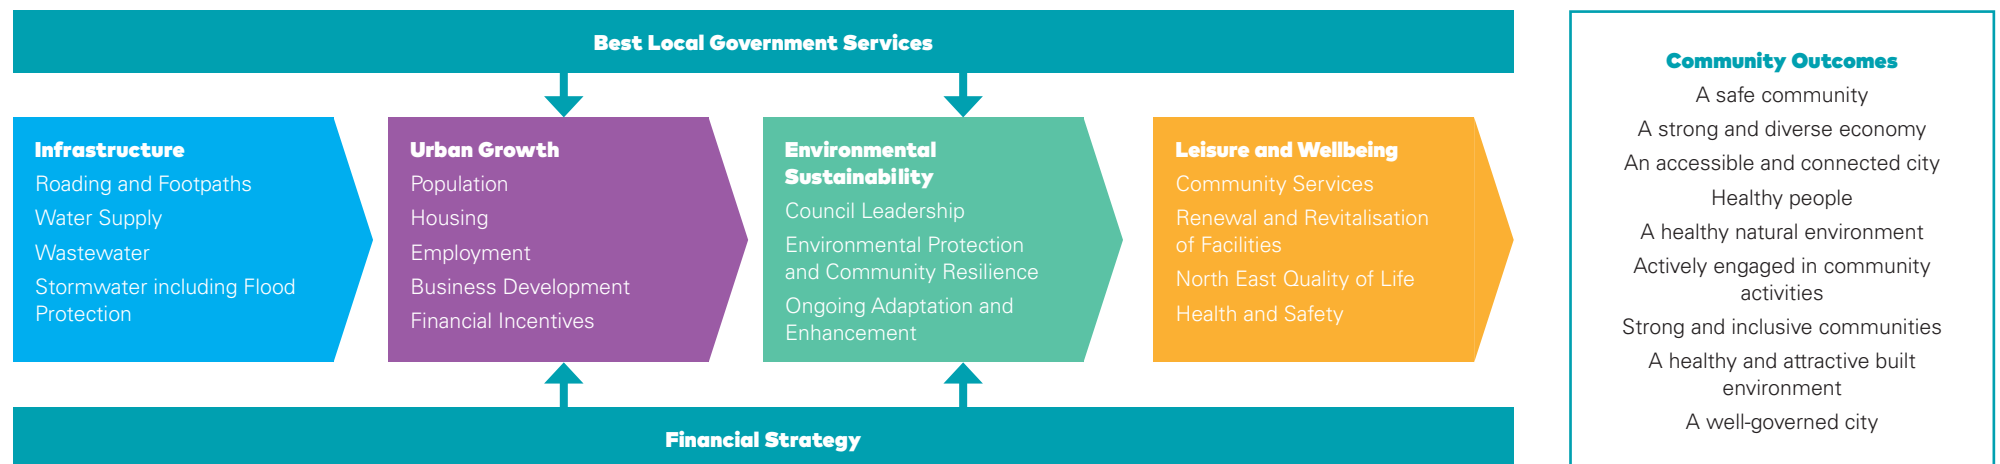 Best Local Government Services
Infrastructure
Roading and Footpaths
Water Supply
Wastewater
Stormwater including Flood
Protection
Urban Growth
Population
Housing
Employment
Business Development
Financial Incentives
Environmental
Sustainability
Council Leadership
Environmental Protection
and Community Resilience
Ongoing Adaptation and
Enhancement
Leisure and Wellbeing
Community Services
Renewal and Revitalisation
of Facilities
North East Quality of Life
Health and Safety
Financial Strategy
Community Outcomes
A safe community
A strong and diverse economy
An accessible and connected city
Healthy people
A healthy natural environment
Actively engaged in community
activities
Strong and inclusive communities
A healthy and attractive built
environment
A well-governed city